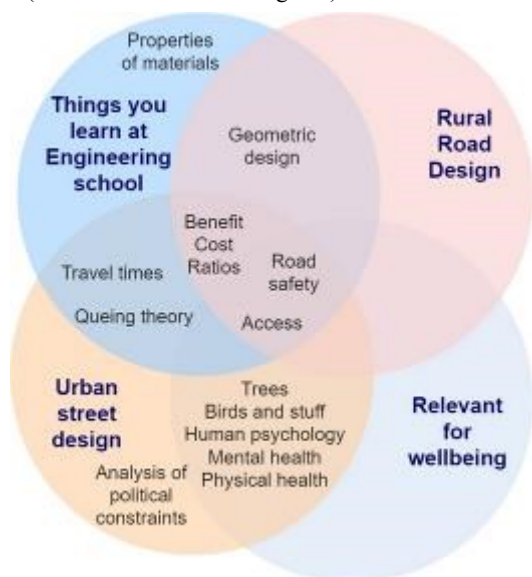 Properties
of materials
Things you
learn at
Engineering
school
Geometric
design
Rural
Road
Design
Benefit
Cost
Ratios
Road
safety
Travel times
Queing theory
Access
Urban
street
design
Trees
Birds and stuff
Human psychology
Mental health
Physical health
Relevant
for
wellbeing
Analysis of
political
constraints